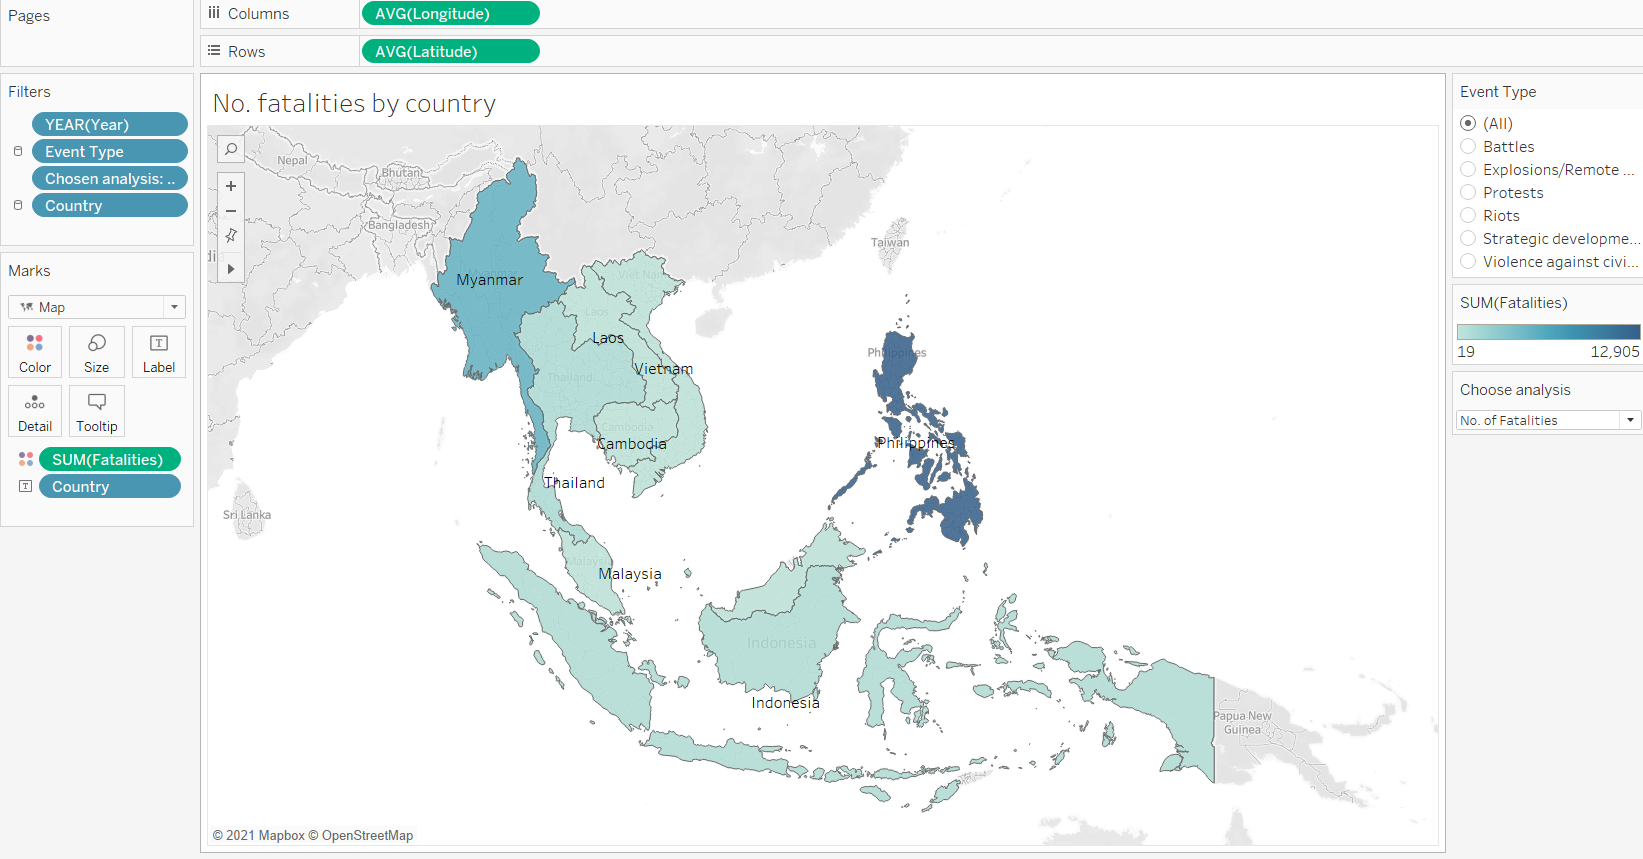 Pages
Columns
AVG(Longitude)
Rows
AVG(Latitude)
Filters
YEAR(Year)
Event Type
Chosen analysis: ..
Country
Marks
Map
Color
Size
Label
Detail
Tooltip
SUM(Fatalities)
Country
No. fatalities by country
Nepal
Bhutan
Bangladesh
Taiwan
Myanmar
Myanmar
Viet Nam
Laos
Laos
Philippines
Vietnam
Thailand
Cambodia
Cambodia
Philippines
Thailand
Sri Lanka
Malaysia
Malaysia
Indonesia
Indonesia
Papua New
Guinea
© 2021 Mapbox © OpenStreetMap
Event Type
(All)
Battles
Explosions/Remote ...
Protests
Riots
Strategic developme...
Violence against civi...
SUM(Fatalities)
19
12,905
Choose analysis
No. of Fatalities